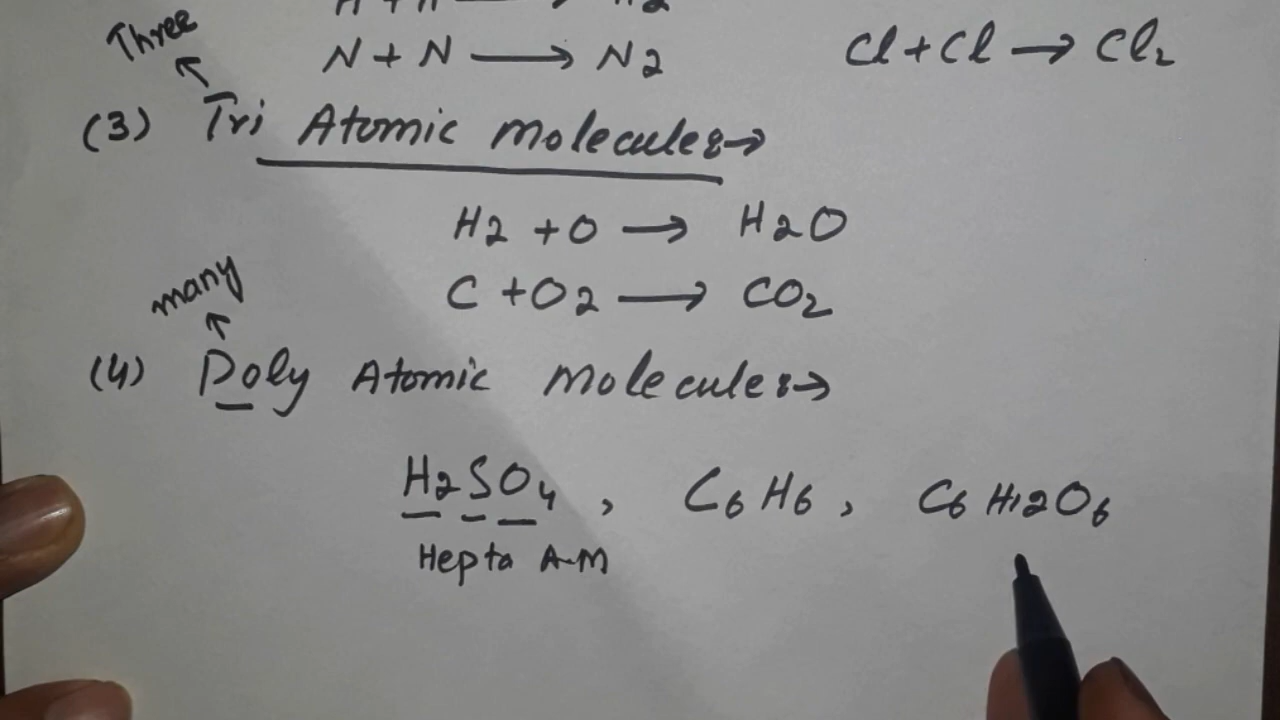 H + H → H2
Three
N + N → N2 Cl + Cl → Cl2
(3) Tri Atomic Molecules:→
H2 + O → H2O
C + O2 → CO2
many
(4) Poly Atomic Molecules:→
H2SO4 , C6H6 , C6H12O6
Hepta A.M